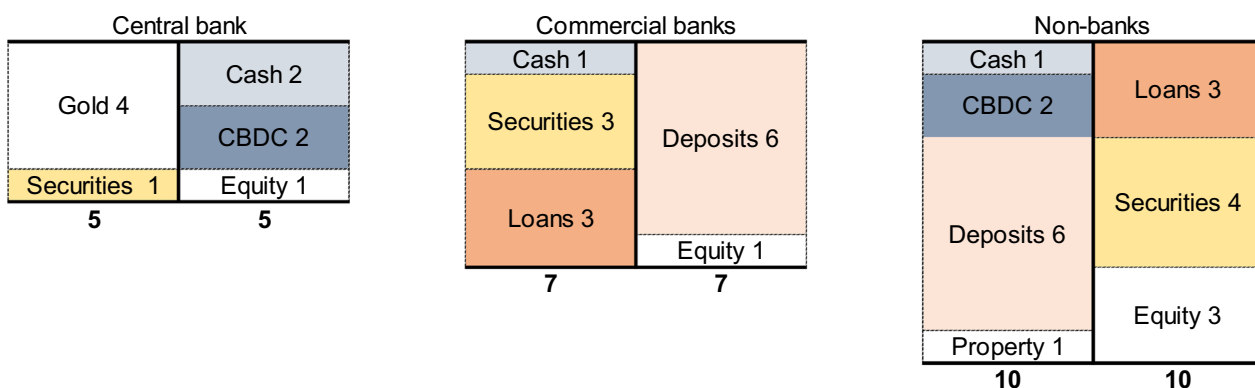 Central bank
Gold 4
Securities 1
5
Cash 2
CBDC 2
Equity 1
5
Commercial banks
Cash 1
Securities 3
Loans 3
7
Deposits 6
Equity 1
7
Non-banks
Cash 1
CBDC 2
Deposits 6
Property 1
10
Loans 3
Securities 4
Equity 3
10